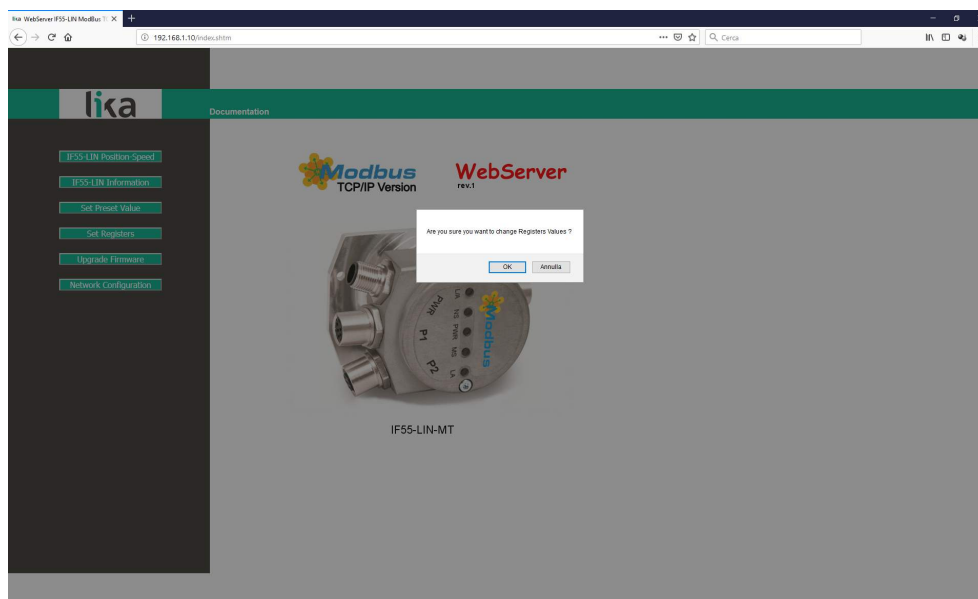 lika WebServer IF55-LIN ModBus
192.168.1.10/index.shtm
Cerca
lika
Documentation
IF55-LIN Position-Speed
IF55-LIN Information
Set Preset Value
Set Registers
Upgrade Firmware
Network Configuration
Modbus
TCP/IP Version
WebServer
rev.1
Are you sure you want to change Registers Values ?
OK Annulla
PWR
P1
P2
LA
NS
PWR
MS
LA
Modbus
IF55-LIN-MT